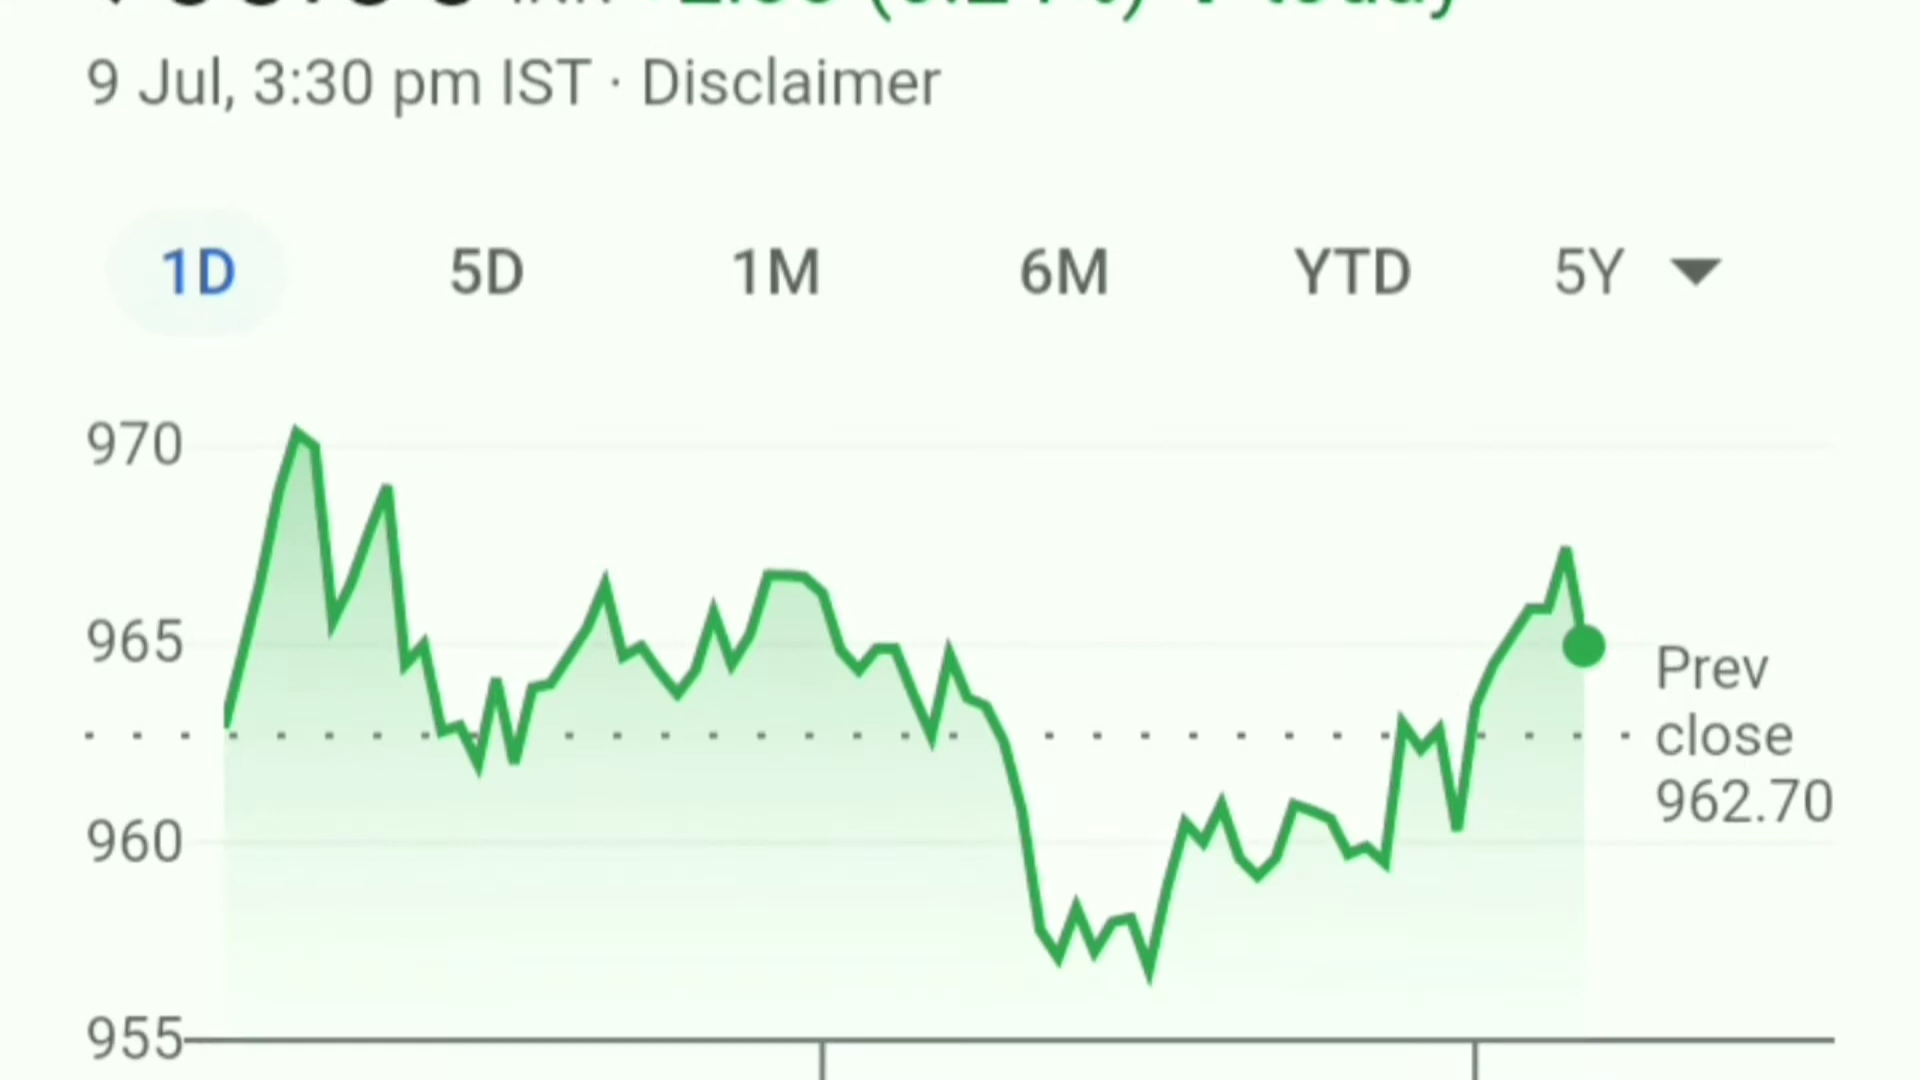 today
9 Jul, 3:30 pm IST · Disclaimer
1D 5D 1M 6M YTD 5Y
970
965
Prev
close
962.70
960
955